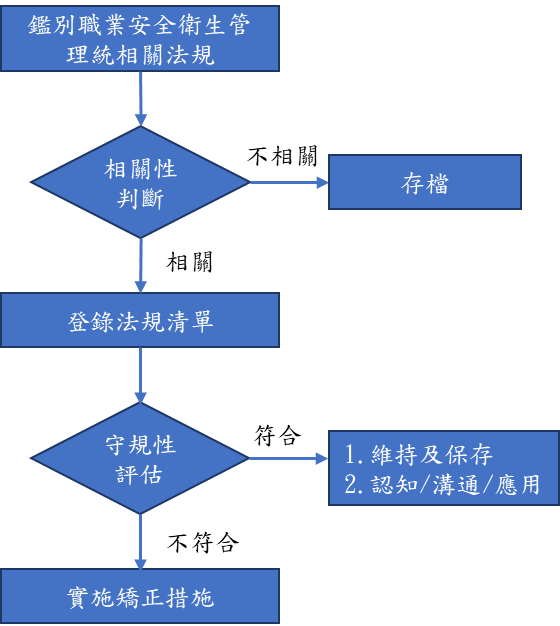 鑑別職業安全衛生管
理統相關法規
相關性
判斷
不相關
存檔
相關
登錄法規清單
守規性
評估
符合
1.維持及保存
2.認知/溝通/應用
不符合
實施矯正措施